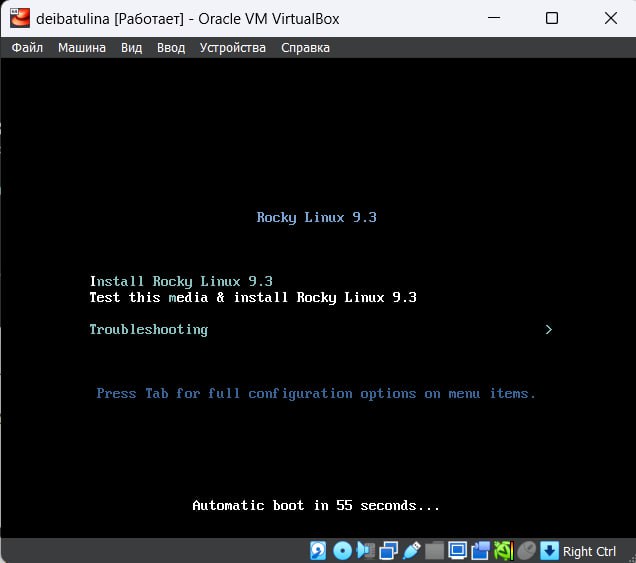 deibatulina [Работает] - Oracle VM VirtualBox
Файл Машина Вид Ввод Устройства Справка
Rocky Linux 9.3
Install Rocky Linux 9.3
Test this media & install Rocky Linux 9.3
Troubleshooting >
Press Tab for full configuration options on menu items.
Automatic boot in 55 seconds...
Right Ctrl